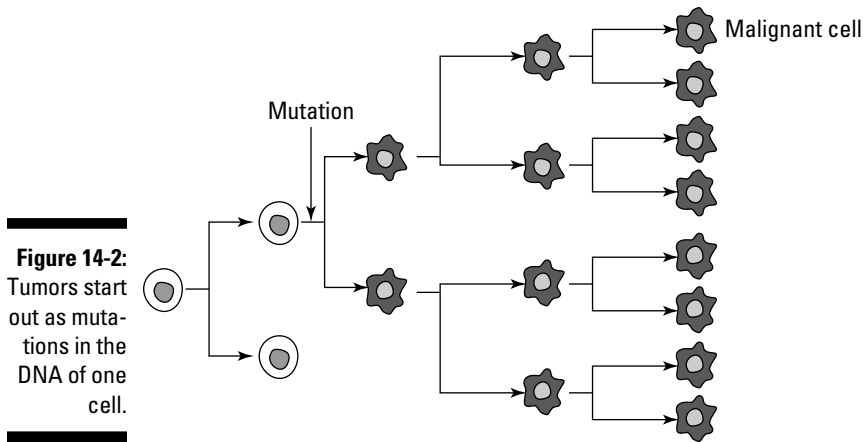 Malignant cell
Mutation
Figure 14-2:
Tumors start
out as muta-
tions in the
DNA of one
cell.